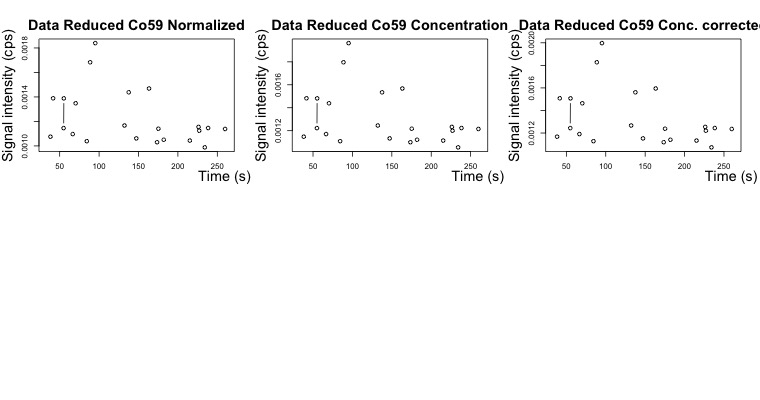 Data Reduced Co59 Normalized
Signal intensity (cps)
0.0010 0.0014 0.0018
50 100 150 200 250
Time (s)
Data Reduced Co59 Concentration
Signal intensity (cps)
0.0012 0.0016
50 100 150 200 250
Time (s)
Data Reduced Co59 Conc. corrected
Signal intensity (cps)
0.0012 0.0016 0.0020
50 100 150 200 250
Time (s)